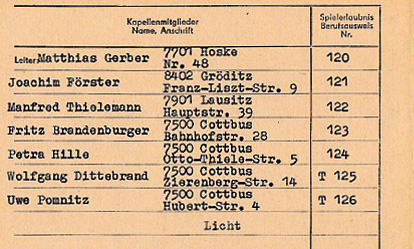 Kapellenmitglieder Spielerlaubnis
Name, Anschrift Berufsausweis
Nr.
Leiter: Matthias Gerber 7701 Hoske 120
Nr. 48
Joachim Förster 8402 Gröditz 121
Franz-Liszt-Str. 9
Manfred Thielemann 7901 Lausitz 122
Hauptstr. 39
Fritz Brandenburger 7500 Cottbus 123
Bahnhofstr. 28
Petra Hille 7500 Cottbus 124
Otto-Thiele-Str. 5
Wolfgang Dittebrand 7500 Cottbus T 125
Zierenberg-Str. 14
Uwe Pomnitz 7500 Cottbus T 126
Hubert-Str. 4
Licht